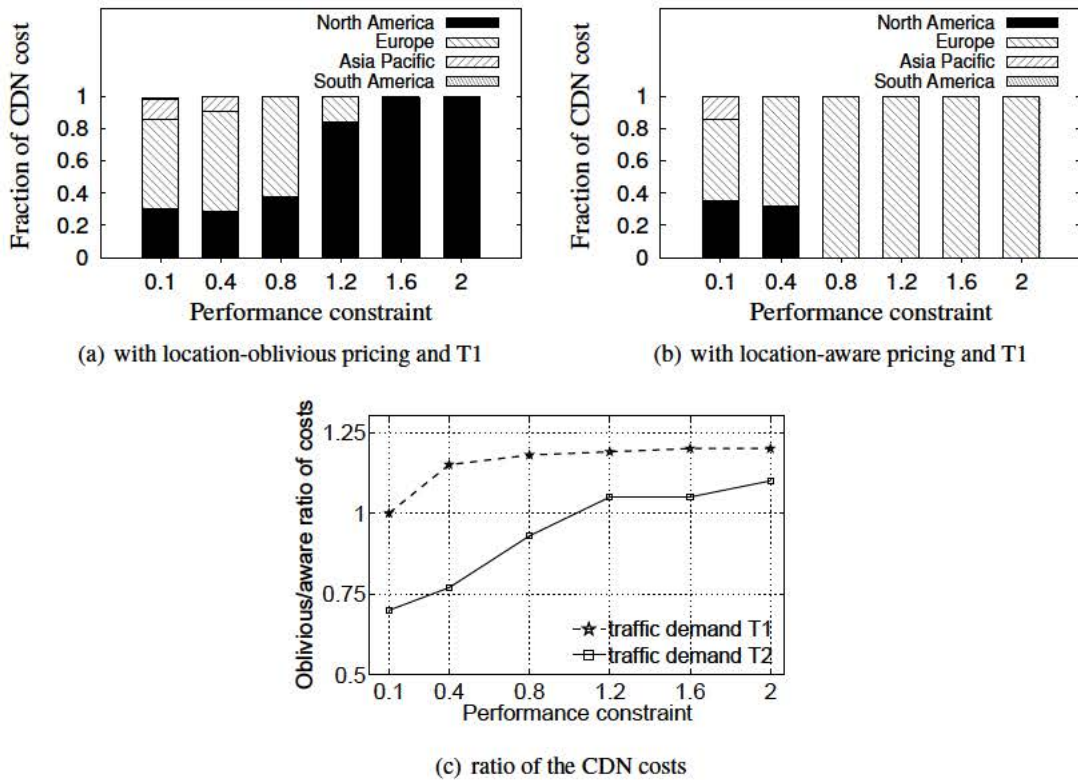 Fraction of CDN cost
North America
Europe
Asia Pacific
South America
1
0.8
0.6
0.4
0.2
0
0.1 0.4 0.8 1.2 1.6 2
Performance constraint
(a) with location-oblivious pricing and T1
Fraction of CDN cost
North America
Europe
Asia Pacific
South America
1
0.8
0.6
0.4
0.2
0
0.1 0.4 0.8 1.2 1.6 2
Performance constraint
(b) with location-aware pricing and T1
Oblivious/aware ratio of costs
1.25
1
0.75
0.5
traffic demand T1
traffic demand T2
0.1 0.4 0.8 1.2 1.6 2
Performance constraint
(c) ratio of the CDN costs